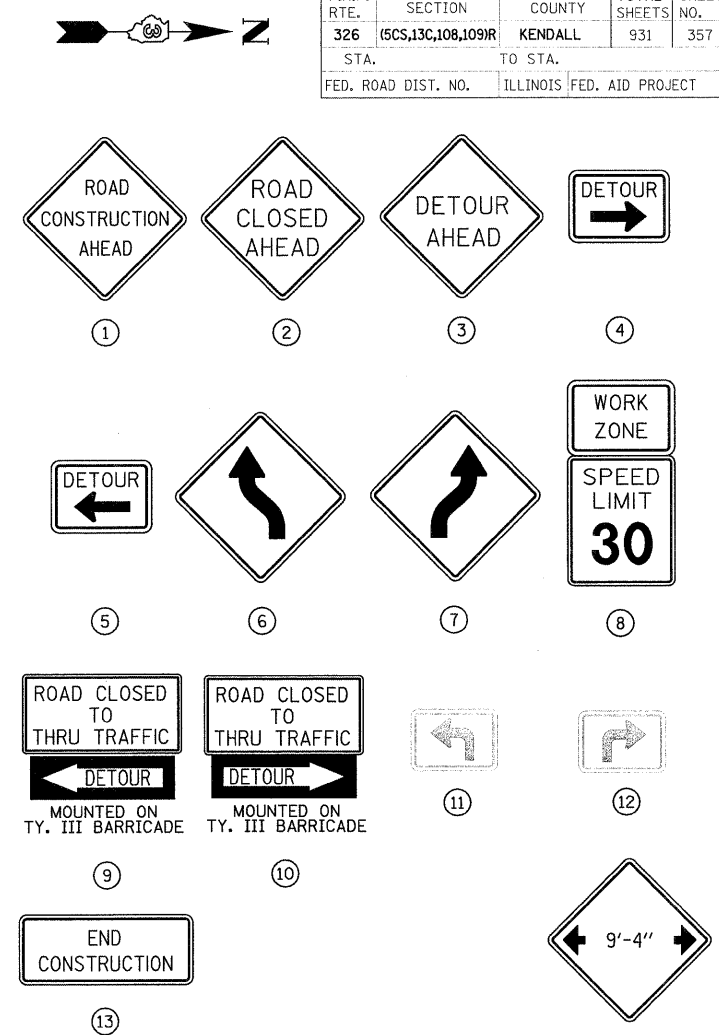 N
RTE. SECTION COUNTY SHEETS NO.
326 (5CS,13C,108,109)R KENDALL 931 357
STA. TO STA.
FED. ROAD DIST. NO. ILLINOIS FED. AID PROJECT
ROAD
CONSTRUCTION
AHEAD
1
ROAD
CLOSED
AHEAD
2
DETOUR
AHEAD
3
DETOUR
4
DETOUR
5
6
7
WORK
ZONE
SPEED
LIMIT
30
8
ROAD CLOSED
TO
THRU TRAFFIC
DETOUR
MOUNTED ON
TY. III BARRICADE
9
ROAD CLOSED
TO
THRU TRAFFIC
DETOUR
MOUNTED ON
TY. III BARRICADE
10
11
12
END
CONSTRUCTION
13
9'-4"